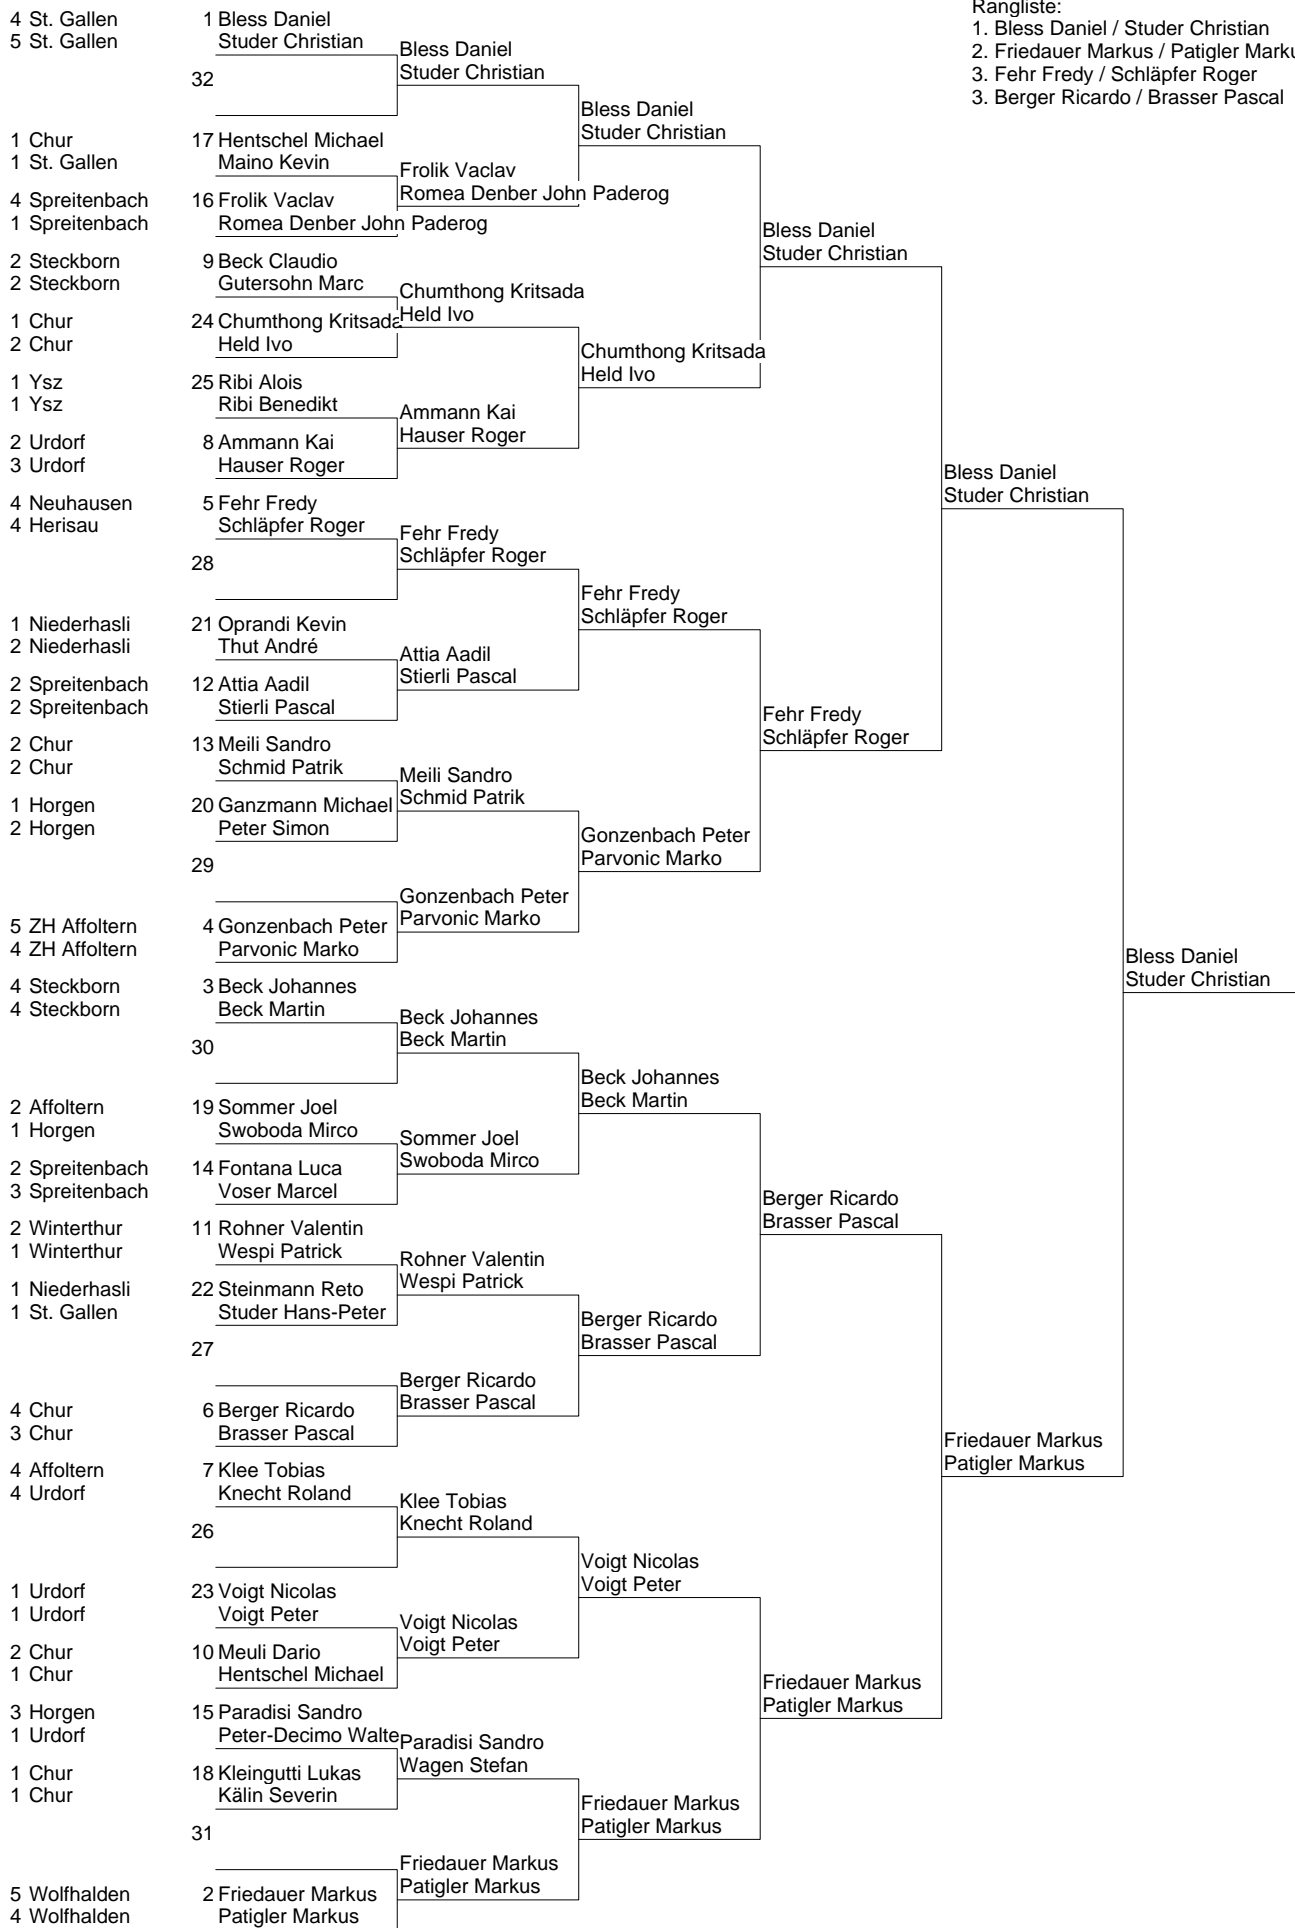 Rangliste:
1. Bless Daniel / Studer Christian
2. Friedauer Markus / Patigler Marku
3. Fehr Fredy / Schläpfer Roger
3. Berger Ricardo / Brasser Pascal
4 St. Gallen 1 Bless Daniel
5 St. Gallen Studer Christian
32
1 Chur 17 Hentschel Michael
1 St. Gallen Maino Kevin
4 Spreitenbach 16 Frolik Vaclav
1 Spreitenbach Romea Denber John Paderog
2 Steckborn 9 Beck Claudio
2 Steckborn Gutersohn Marc
1 Chur 24 Chumthong Kritsada
2 Chur Held Ivo
1 Ysz 25 Ribi Alois
1 Ysz Ribi Benedikt
2 Urdorf 8 Ammann Kai
3 Urdorf Hauser Roger
4 Neuhausen 5 Fehr Fredy
4 Herisau Schläpfer Roger
28
1 Niederhasli 21 Oprandi Kevin
2 Niederhasli Thut André
2 Spreitenbach 12 Attia Aadil
2 Spreitenbach Stierli Pascal
2 Chur 13 Meili Sandro
2 Chur Schmid Patrik
1 Horgen 20 Ganzmann Michael
2 Horgen Peter Simon
29
5 ZH Affoltern 4 Gonzenbach Peter
4 ZH Affoltern Parvonic Marko
4 Steckborn 3 Beck Johannes
4 Steckborn Beck Martin
30
2 Affoltern 19 Sommer Joel
1 Horgen Swoboda Mirco
2 Spreitenbach 14 Fontana Luca
3 Spreitenbach Voser Marcel
2 Winterthur 11 Rohner Valentin
1 Winterthur Wespi Patrick
1 Niederhasli 22 Steinmann Reto
1 St. Gallen Studer Hans-Peter
27
4 Chur 6 Berger Ricardo
3 Chur Brasser Pascal
4 Affoltern 7 Klee Tobias
4 Urdorf Knecht Roland
26
1 Urdorf 23 Voigt Nicolas
1 Urdorf Voigt Peter
2 Chur 10 Meuli Dario
1 Chur Hentschel Michael
3 Horgen 15 Paradisi Sandro
1 Urdorf Peter-Decimo Walte
1 Chur 18 Kleingutti Lukas
1 Chur Kälin Severin
31
5 Wolfhalden 2 Friedauer Markus
4 Wolfhalden Patigler Markus
Bless Daniel
Studer Christian
Frolik Vaclav
Romea Denber John Paderog
Chumthong Kritsada
Held Ivo
Ammann Kai
Hauser Roger
Fehr Fredy
Schläpfer Roger
Attia Aadil
Stierli Pascal
Meili Sandro
Schmid Patrik
Gonzenbach Peter
Parvonic Marko
Beck Johannes
Beck Martin
Sommer Joel
Swoboda Mirco
Rohner Valentin
Wespi Patrick
Berger Ricardo
Brasser Pascal
Klee Tobias
Knecht Roland
Voigt Nicolas
Voigt Peter
Paradisi Sandro
Wagen Stefan
Friedauer Markus
Patigler Markus
Bless Daniel
Studer Christian
Chumthong Kritsada
Held Ivo
Fehr Fredy
Schläpfer Roger
Gonzenbach Peter
Parvonic Marko
Beck Johannes
Beck Martin
Berger Ricardo
Brasser Pascal
Voigt Nicolas
Voigt Peter
Friedauer Markus
Patigler Markus
Bless Daniel
Studer Christian
Fehr Fredy
Schläpfer Roger
Berger Ricardo
Brasser Pascal
Friedauer Markus
Patigler Markus
Bless Daniel
Studer Christian
Friedauer Markus
Patigler Markus
Bless Daniel
Studer Christian